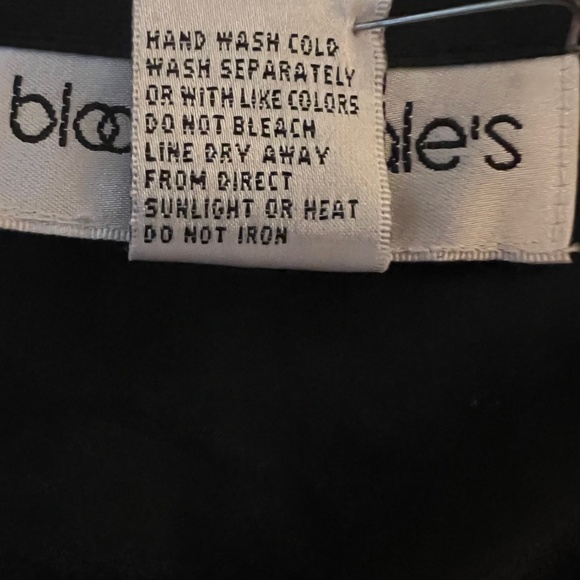 bloo
le's
HAND WASH COLD
WASH SEPARATELY
OR WITH LIKE COLORS
DO NOT BLEACH
LINE DRY AWAY
FROM DIRECT
SUNLIGHT OR HEAT
DO NOT IRON